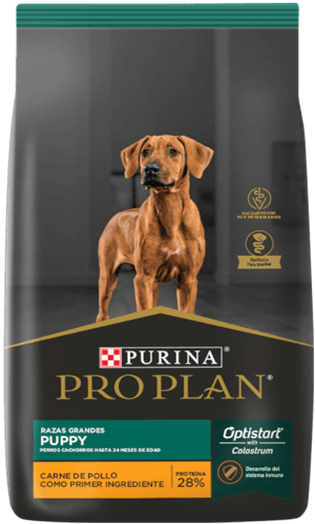 PURINA®
PRO PLAN®
RAZAS GRANDES
PUPPY
PERROS CACHORROS HASTA 24 MESES DE EDAD
Optistart®
with
Colostrum
CARNE DE POLLO
COMO PRIMER INGREDIENTE
PROTEÍNA
28%
Desarrollo del
sistema inmune